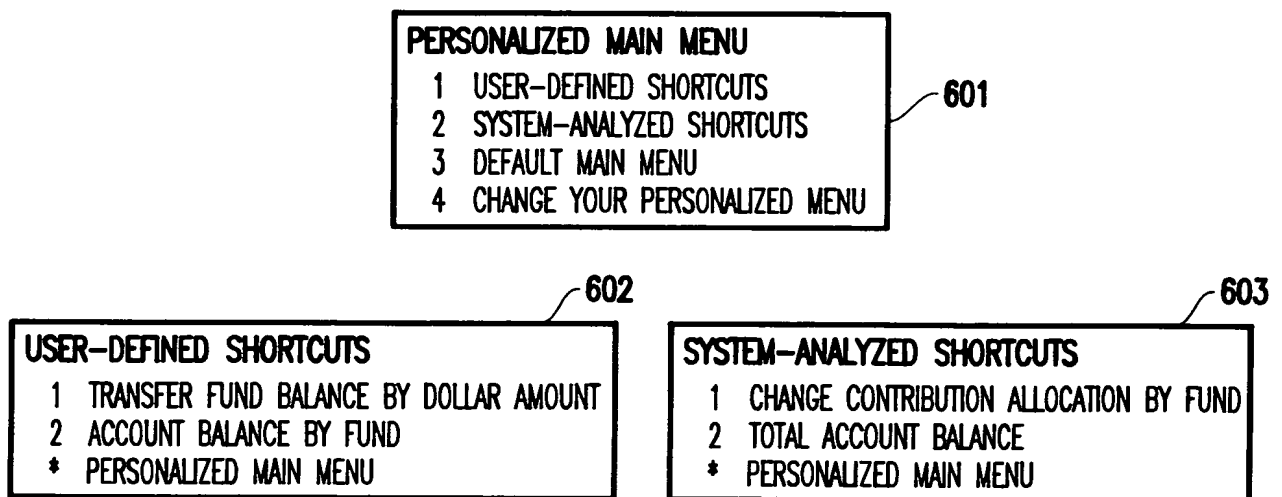 PERSONALIZED MAIN MENU
1 USER-DEFINED SHORTCUTS
2 SYSTEM-ANALYZED SHORTCUTS
3 DEFAULT MAIN MENU
4 CHANGE YOUR PERSONALIZED MENU
601
602
USER-DEFINED SHORTCUTS
1 TRANSFER FUND BALANCE BY DOLLAR AMOUNT
2 ACCOUNT BALANCE BY FUND
* PERSONALIZED MAIN MENU
603
SYSTEM-ANALYZED SHORTCUTS
1 CHANGE CONTRIBUTION ALLOCATION BY FUND
2 TOTAL ACCOUNT BALANCE
* PERSONALIZED MAIN MENU